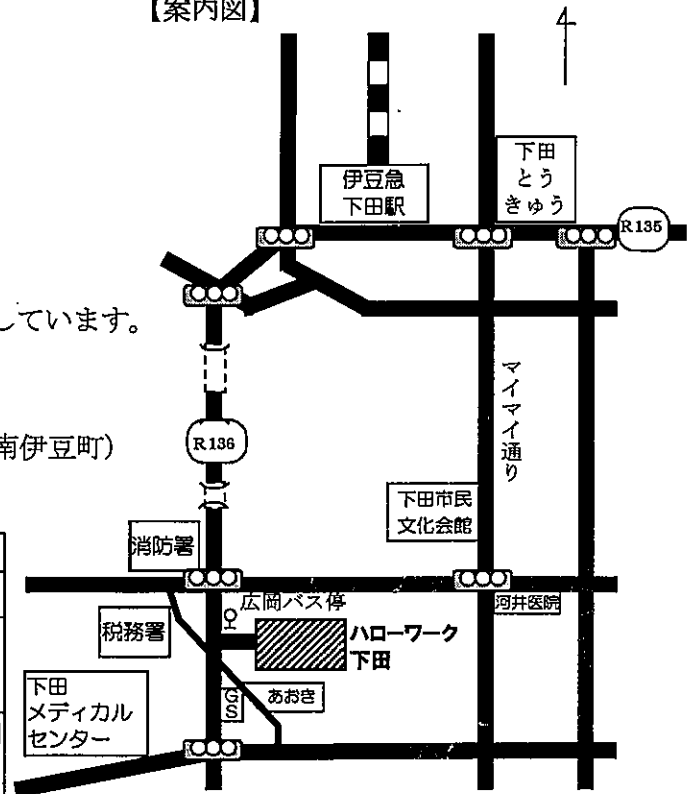 【案内図】
4
下田
とう
きゅう
伊豆急
下田駅
R135
しています。
マイマイ通り
南伊豆町）
R136
下田市民
文化会館
消防署
広岡バス停
河井医院
税務署
ハローワーク
下田
下田
メディカル
センター
GS
あおき